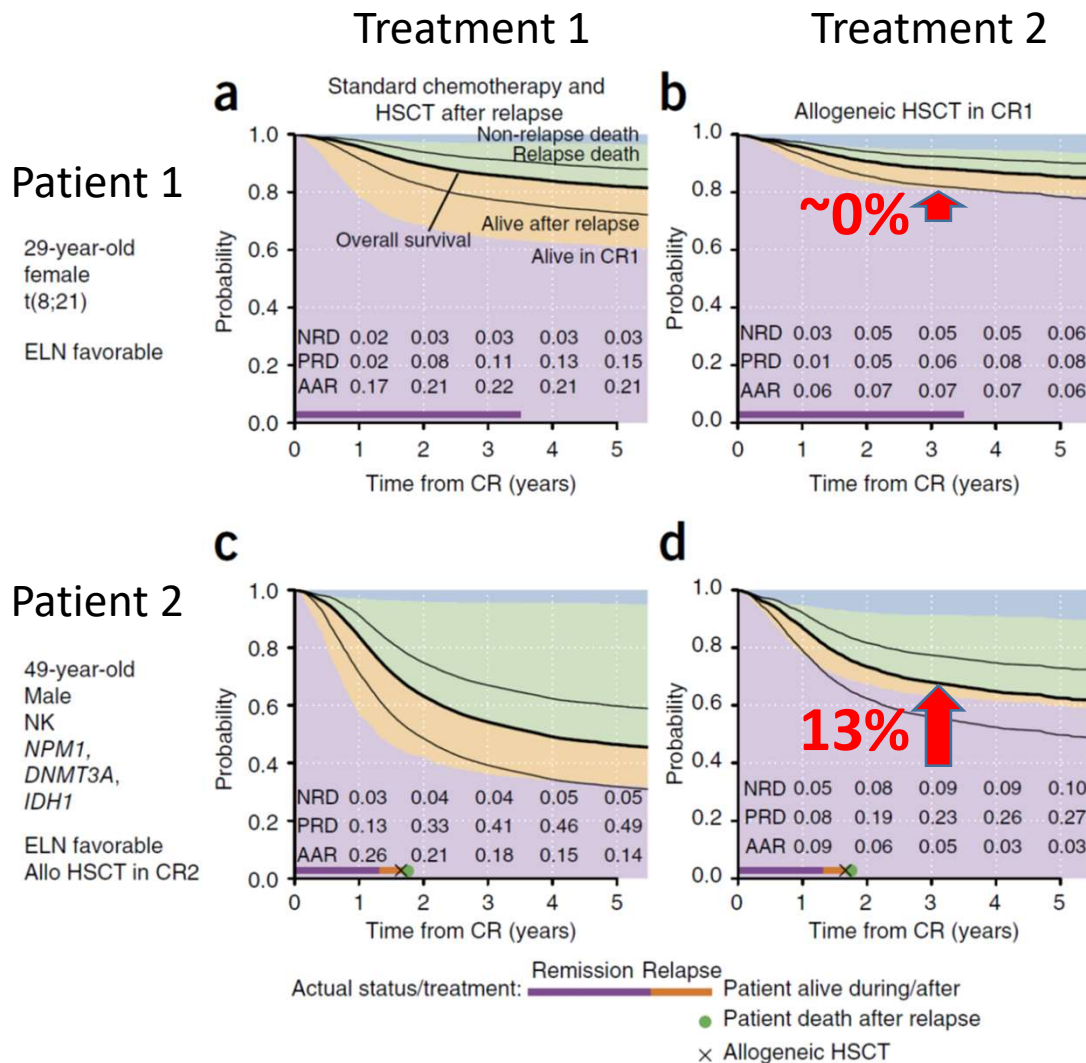 Treatment 1
Treatment 2
a
Standard chemotherapy and
HSCT after relapse
Non-relapse death
Relapse death
Overall survival
Alive after relapse
Alive in CR1
Probability
1.0
0.8
0.6
0.4
0.2
0.0
NRD 0.02 0.03 0.03 0.03 0.03
PRD 0.02 0.08 0.11 0.13 0.15
AAR 0.17 0.21 0.22 0.21 0.21
0 1 2 3 4 5
Time from CR (years)
b
Allogeneic HSCT in CR1
~0%
Probability
1.0
0.8
0.6
0.4
0.2
0.0
NRD 0.03 0.05 0.05 0.05 0.06
PRD 0.01 0.05 0.06 0.08 0.08
AAR 0.06 0.07 0.07 0.07 0.06
0 1 2 3 4 5
Time from CR (years)
Patient 1
29-year-old
female
t(8;21)
ELN favorable
c
Probability
1.0
0.8
0.6
0.4
0.2
0.0
NRD 0.03 0.04 0.04 0.05 0.05
PRD 0.13 0.33 0.41 0.46 0.49
AAR 0.26 0.21 0.18 0.15 0.14
0 1 2 3 4 5
Time from CR (years)
d
13%
Probability
1.0
0.8
0.6
0.4
0.2
0.0
NRD 0.05 0.08 0.09 0.09 0.10
PRD 0.08 0.19 0.23 0.26 0.27
AAR 0.09 0.06 0.05 0.03 0.03
0 1 2 3 4 5
Time from CR (years)
Patient 2
49-year-old
Male
NK
NPM1,
DNMT3A,
IDH1
ELN favorable
Allo HSCT in CR2
Remission Relapse
Actual status/treatment: Patient alive during/after
Patient death after relapse
× Allogeneic HSCT